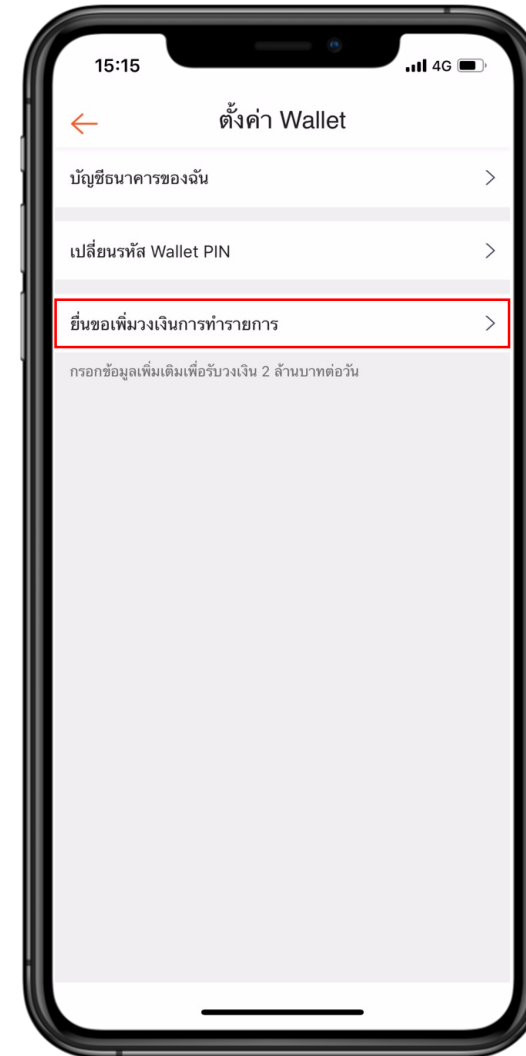 15:15 4G
ตั้งค่า Wallet
บัญชีธนาคารของฉัน
เปลี่ยนรหัส Wallet PIN
ยื่นขอเพิ่มวงเงินการทำรายการ
กรอกข้อมูลเพิ่มเติมเพื่อรับวงเงิน 2 ล้านบาทต่อวัน